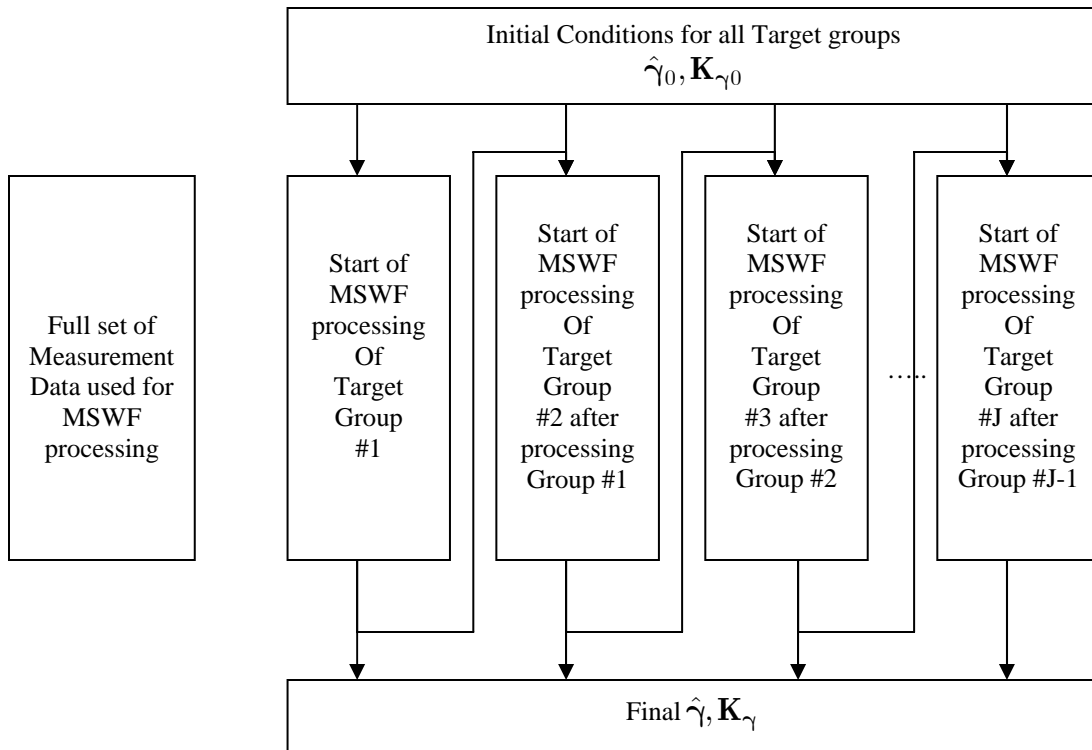 Initial Conditions for all Target groups
γ̂₀, K_γ0
Full set of
Measurement
Data used for
MSWF
processing
Start of
MSWF
processing
Of
Target
Group
#1
Start of
MSWF
processing
Of
Target
Group
#2 after
processing
Group #1
Start of
MSWF
processing
Of
Target
Group
#3 after
processing
Group #2
…..
Start of
MSWF
processing
Of
Target
Group
#J after
processing
Group #J-1
Final γ̂, K_γ